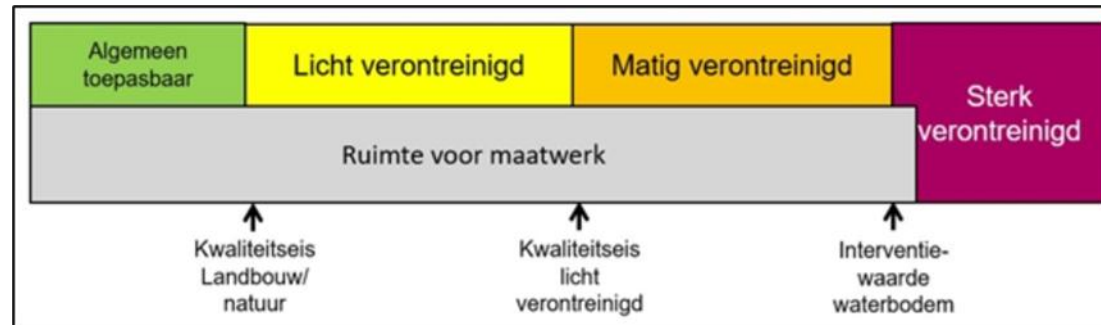 Algemeen
toepasbaar
Licht verontreinigd
Matig verontreinigd
Sterk
verontreinigd
Ruimte voor maatwerk
Kwaliteitseis
Landbouw/
natuur
Kwaliteitseis
licht
verontreinigd
Interventie-
waarde
waterbodem